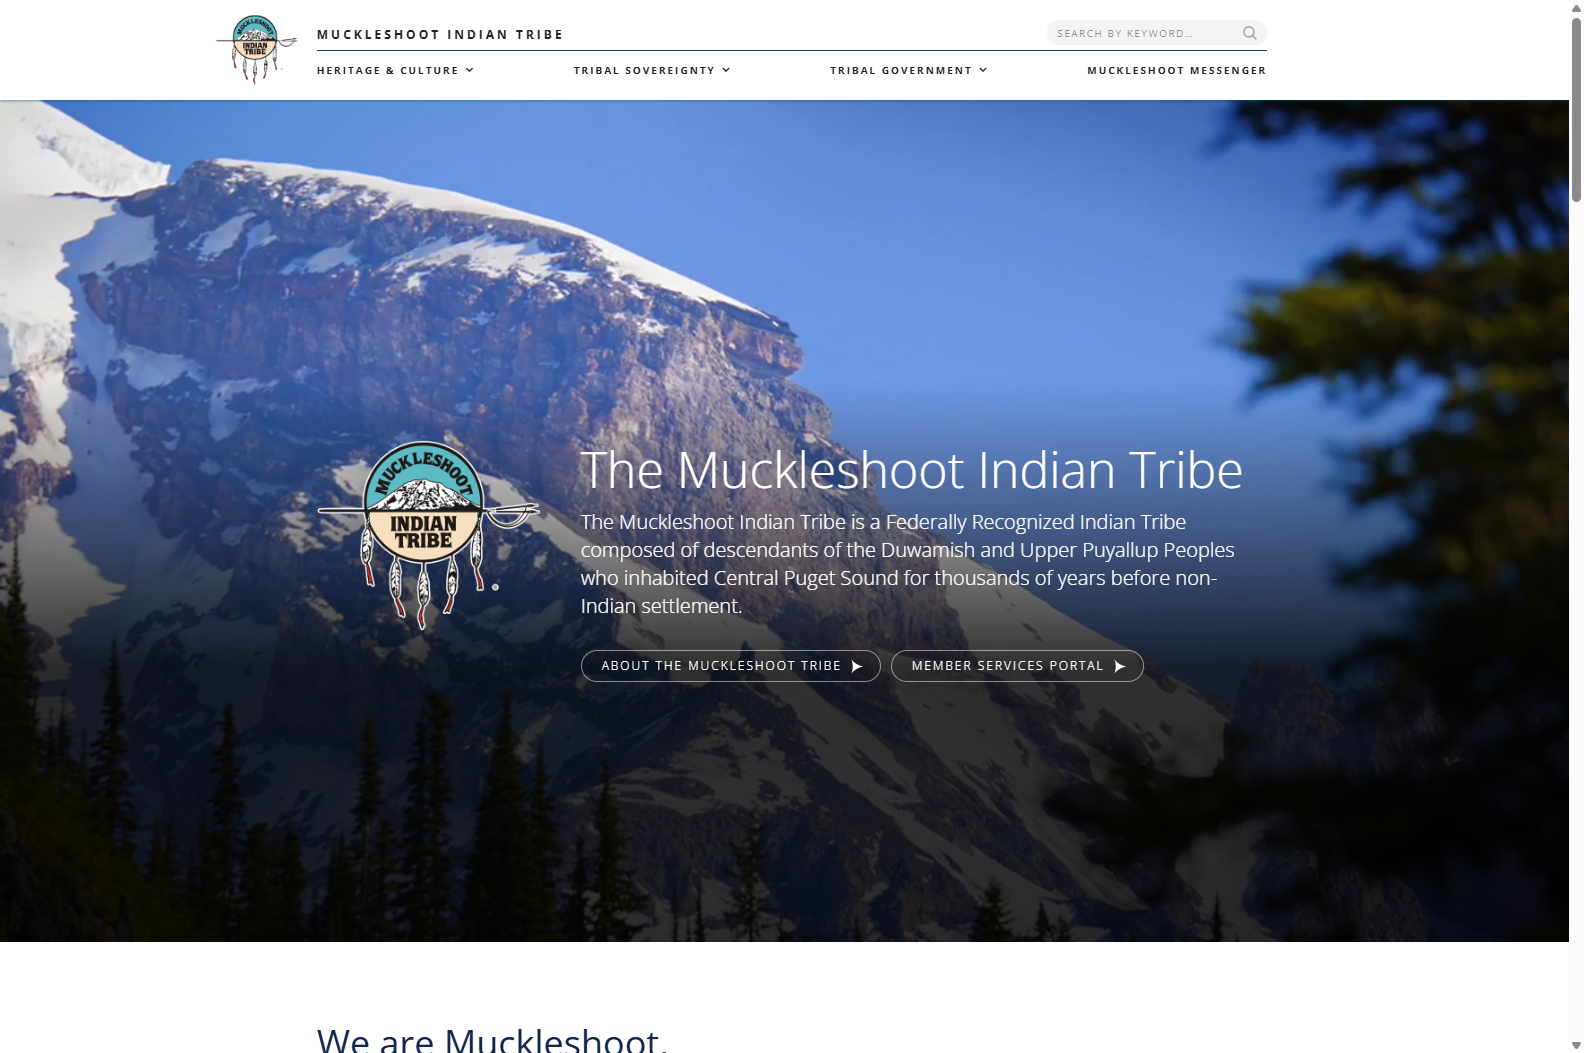 MUCKLESHOOT
INDIAN
TRIBE
MUCKLESHOOT INDIAN TRIBE
SEARCH BY KEYWORD...
HERITAGE & CULTURE
TRIBAL SOVEREIGNTY
TRIBAL GOVERNMENT
MUCKLESHOOT MESSENGER
MUCKLESHOOT
INDIAN
TRIBE
®
The Muckleshoot Indian Tribe
The Muckleshoot Indian Tribe is a Federally Recognized Indian Tribe
composed of descendants of the Duwamish and Upper Puyallup Peoples
who inhabited Central Puget Sound for thousands of years before non-
Indian settlement.
ABOUT THE MUCKLESHOOT TRIBE
MEMBER SERVICES PORTAL
We are Muckleshoot.